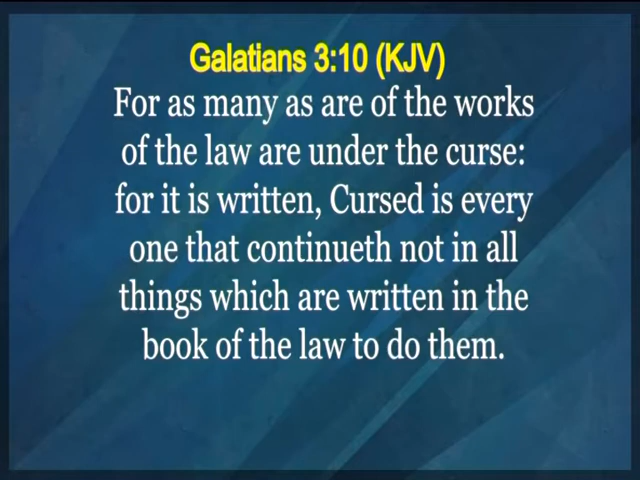 Galatians 3:10 (KJV)
For as many as are of the works
of the law are under the curse:
for it is written, Cursed is every
one that continueth not in all
things which are written in the
book of the law to do them.